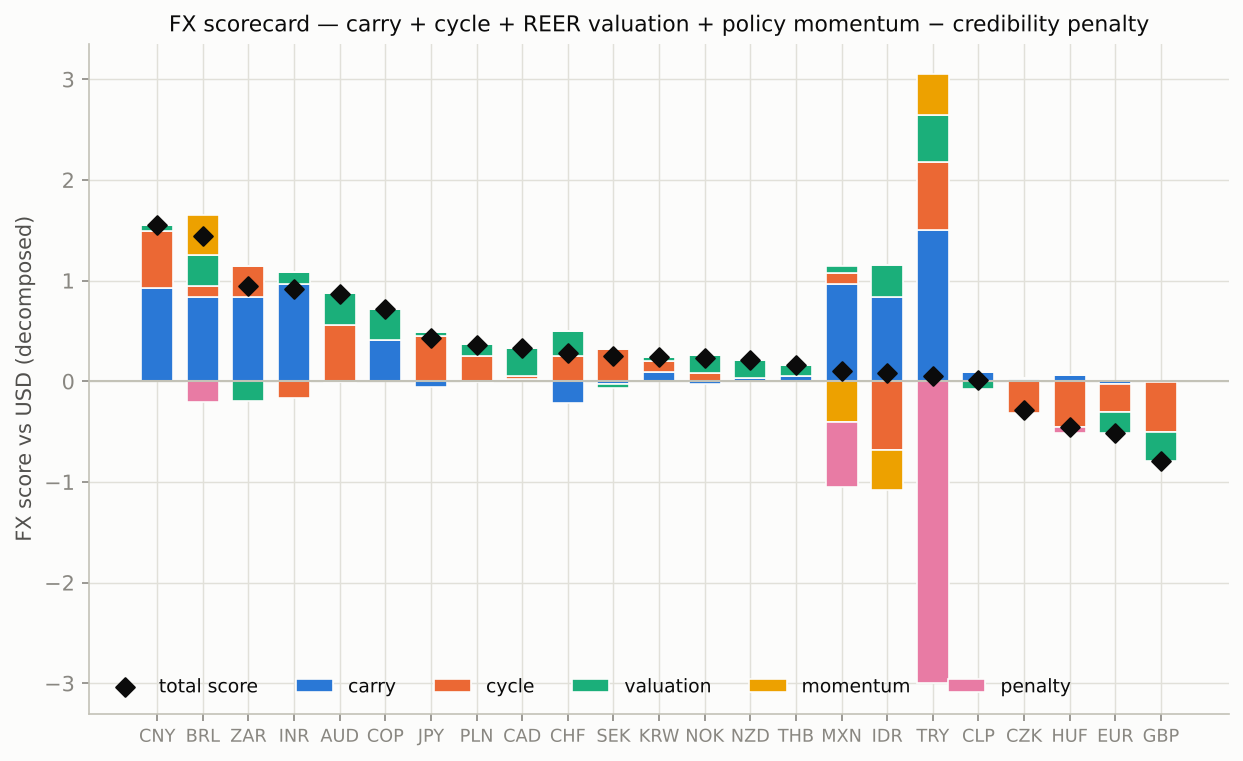 FX scorecard — carry + cycle + REER valuation + policy momentum − credibility penalty
FX score vs USD (decomposed)
3
2
1
0
−1
−2
−3
total score carry cycle valuation momentum penalty
CNY BRL ZAR INR AUD COP JPY PLN CAD CHF SEK KRW NOK NZD THB MXN IDR TRY CLP CZK HUF EUR GBP